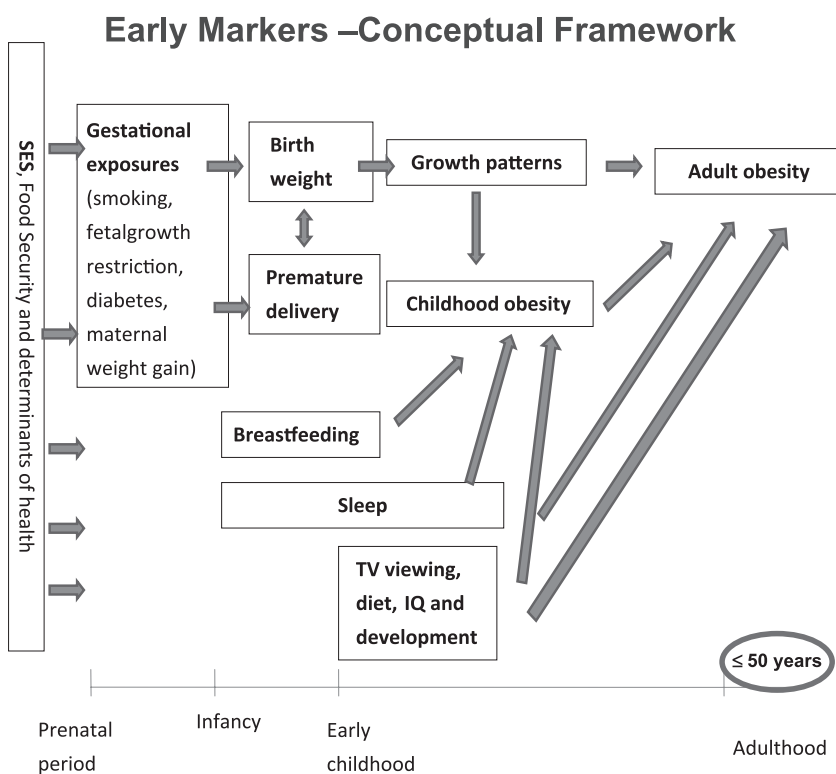 Early Markers –Conceptual Framework
SES, Food Security and determinants of health
Gestational
exposures
(smoking,
fetalgrowth
restriction,
diabetes,
maternal
weight gain)
Birth
weight
Premature
delivery
Growth patterns
Childhood obesity
Adult obesity
Breastfeeding
Sleep
TV viewing,
diet, IQ and
development
≤ 50 years
Prenatal
period
Infancy
Early
childhood
Adulthood